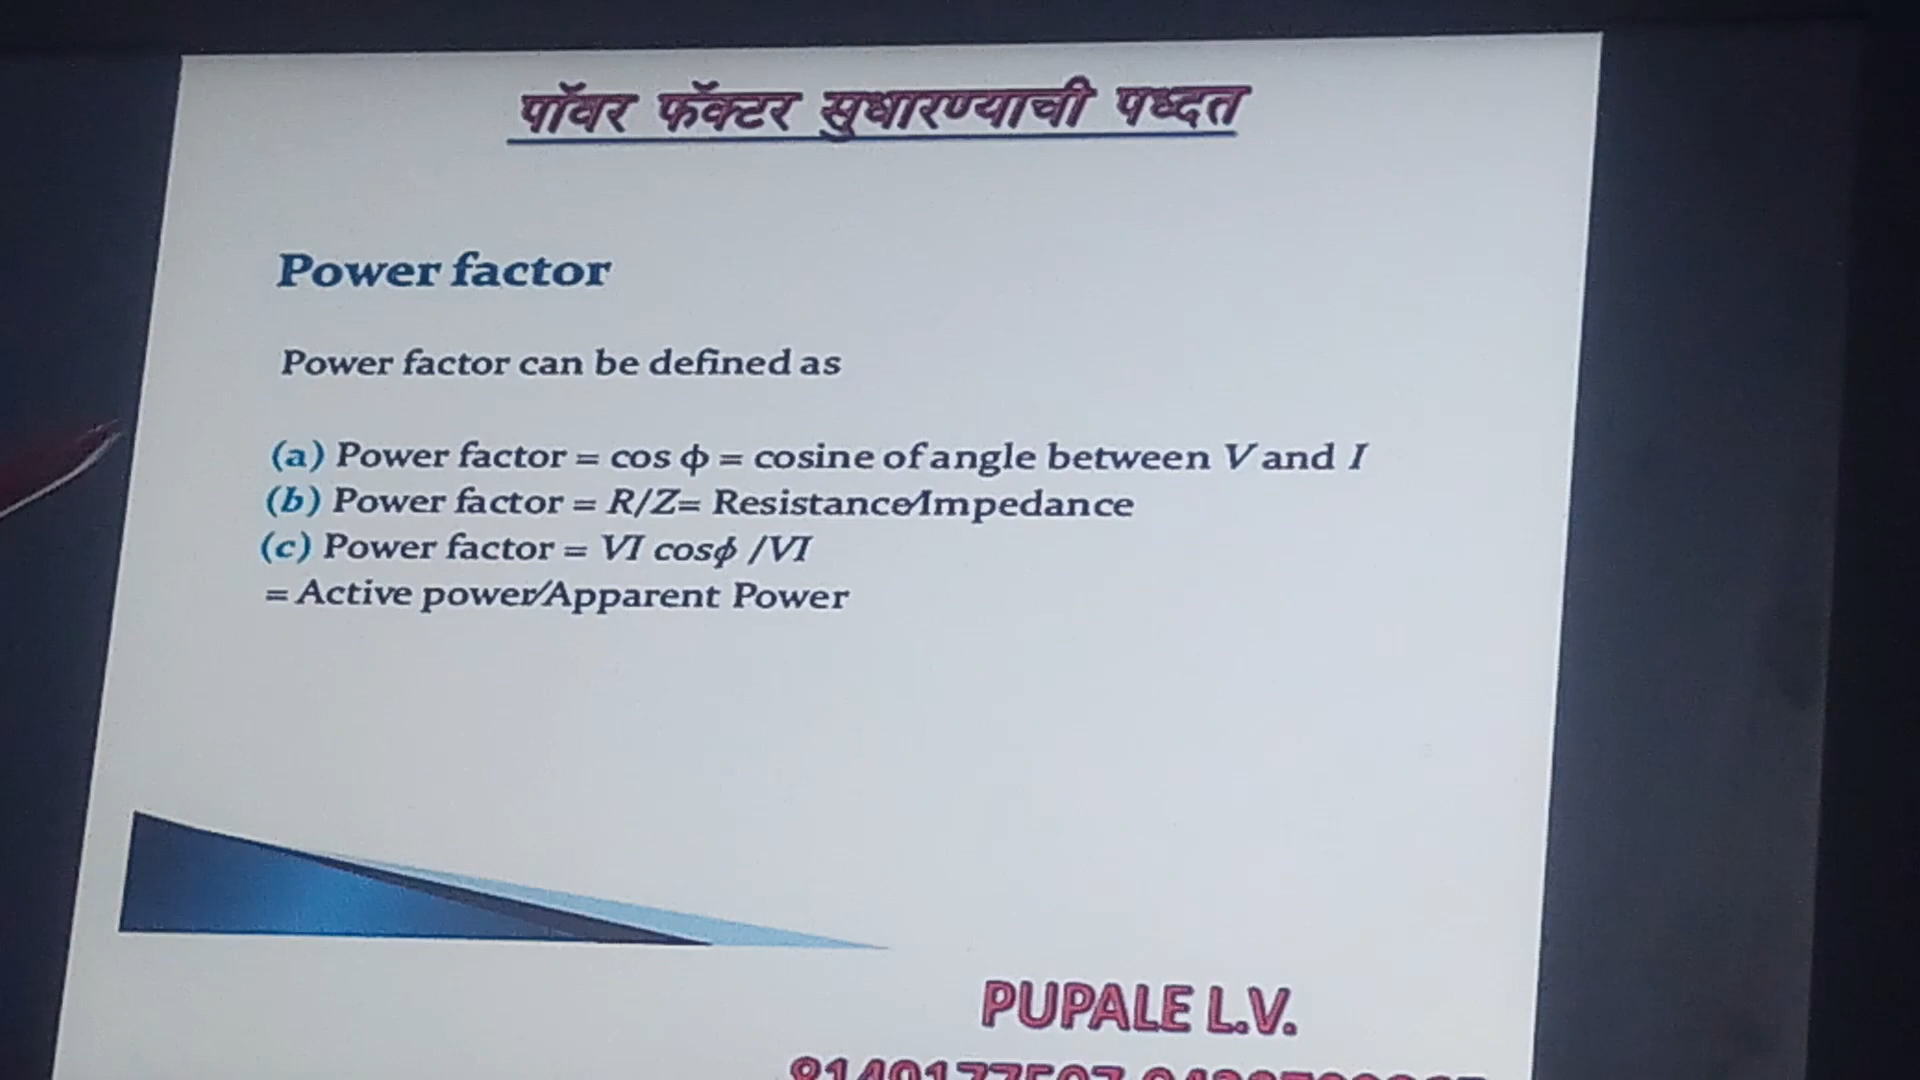 पॉवर फॅक्टर सुधारण्याची पध्दत
Power factor
Power factor can be defined as
(a) Power factor = cos ϕ = cosine of angle between V and I
(b) Power factor = R/Z= Resistance/Impedance
(c) Power factor = VI cosϕ /VI
= Active power/Apparent Power
PUPALE L.V.